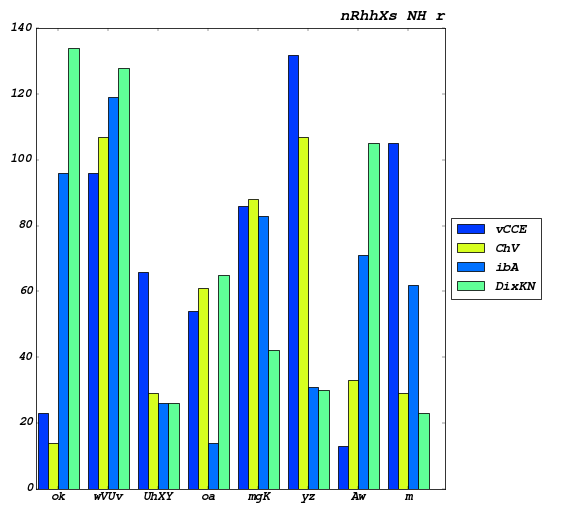 nRhhXs NH r
140
120
100
80
60
40
20
0
ok wVUv UhXY oa mgK yz Aw m
vCCE
ChV
ibA
DixKN